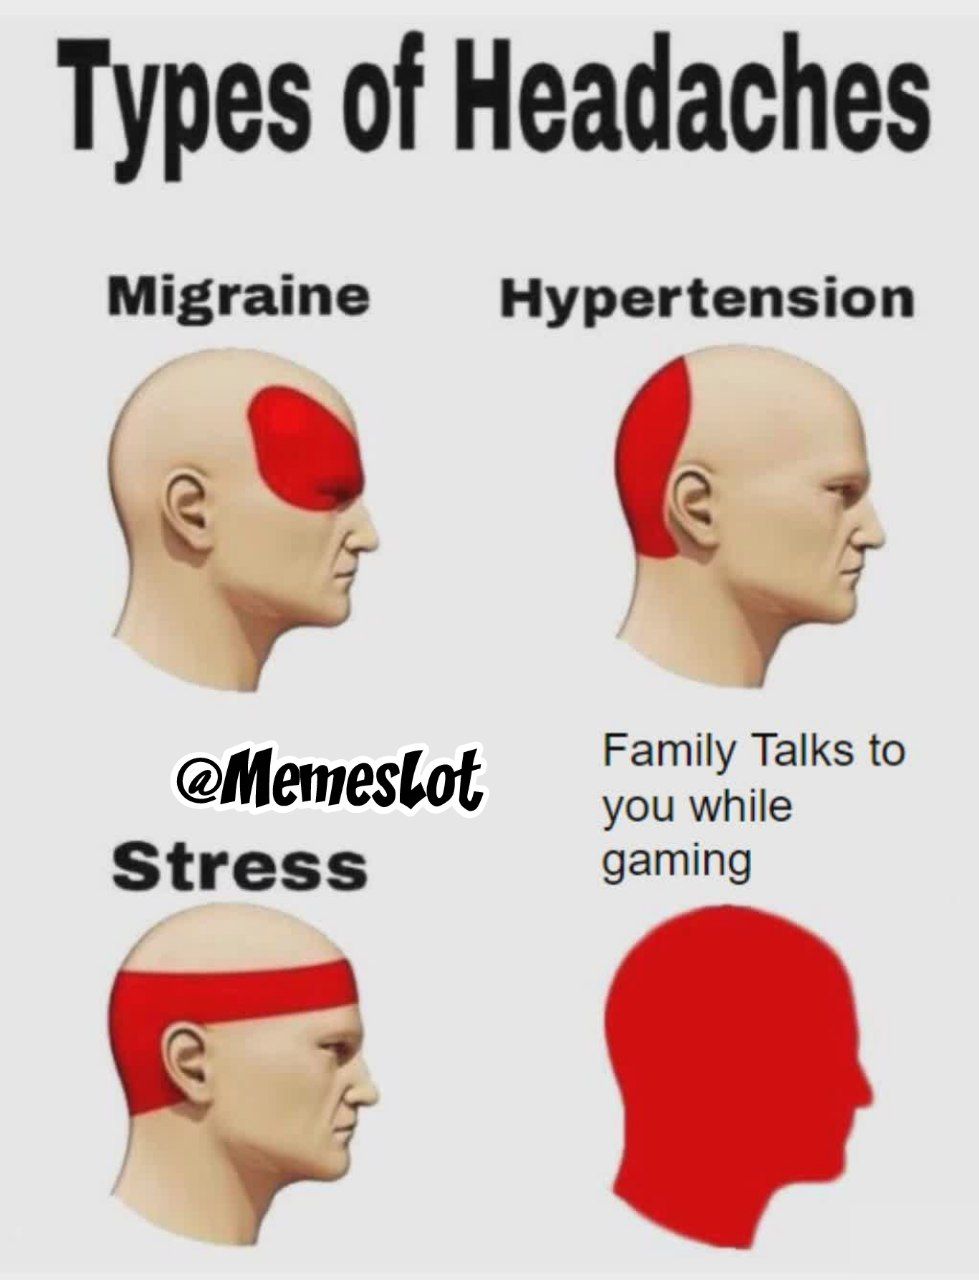 Types of Headaches
Migraine
Hypertension
@MemesLot
Stress
Family Talks to
you while
gaming